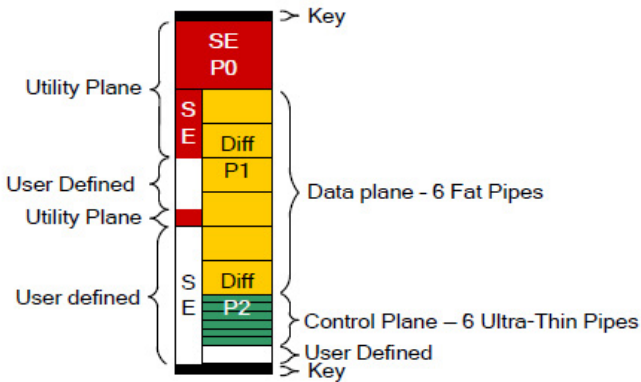 Key
SE
P0
Utility Plane
S
E
Diff
P1
User Defined
Data plane - 6 Fat Pipes
Utility Plane
S
E
Diff
User defined
P2
Control Plane – 6 Ultra-Thin Pipes
User Defined
Key